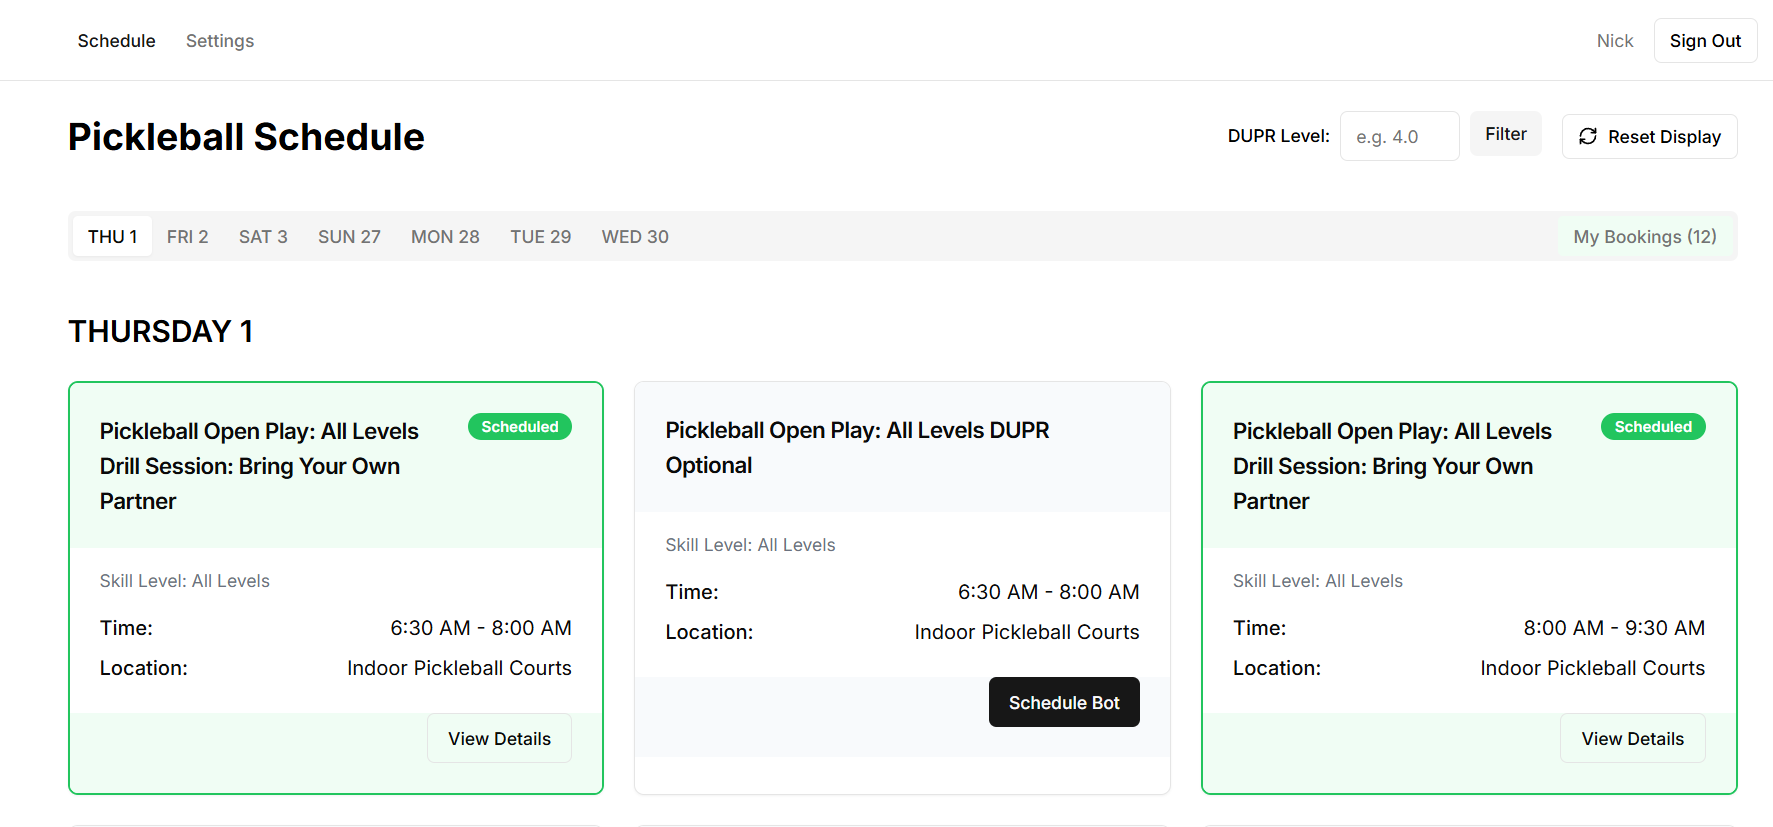 Schedule Settings Nick Sign Out
Pickleball Schedule DUPR Level: e.g. 4.0 Filter Reset Display
THU 1 FRI 2 SAT 3 SUN 27 MON 28 TUE 29 WED 30 My Bookings (12)
THURSDAY 1
Pickleball Open Play: All Levels
Drill Session: Bring Your Own
Partner
Scheduled
Skill Level: All Levels
Time: 6:30 AM - 8:00 AM
Location: Indoor Pickleball Courts
View Details
Pickleball Open Play: All Levels DUPR
Optional
Skill Level: All Levels
Time: 6:30 AM - 8:00 AM
Location: Indoor Pickleball Courts
Schedule Bot
Pickleball Open Play: All Levels
Drill Session: Bring Your Own
Partner
Scheduled
Skill Level: All Levels
Time: 8:00 AM - 9:30 AM
Location: Indoor Pickleball Courts
View Details